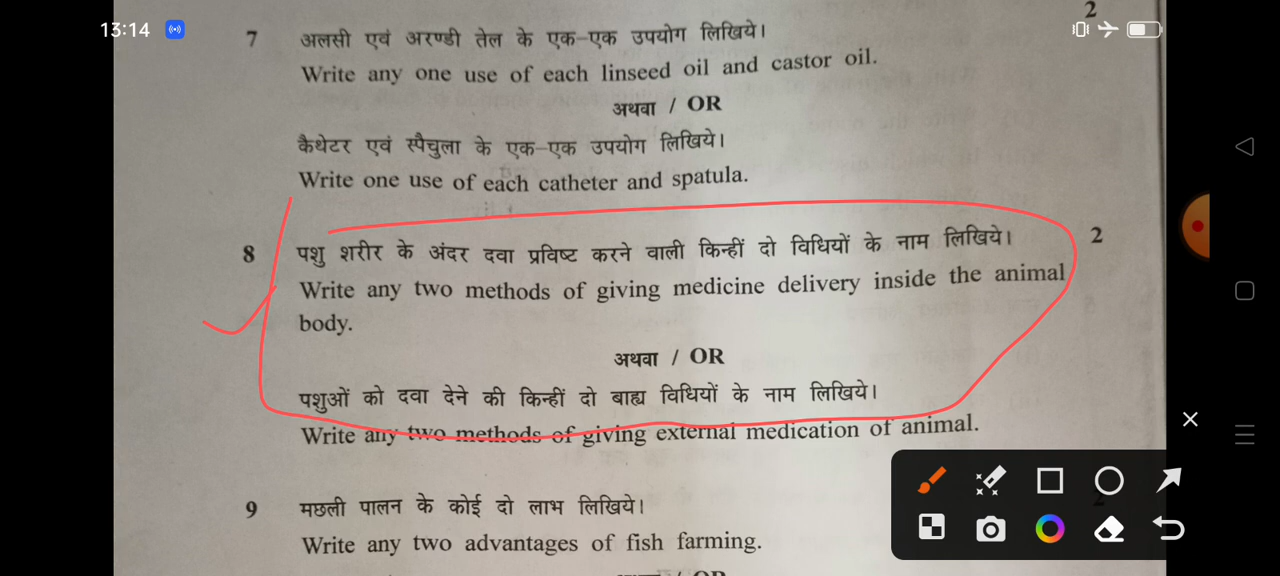 13:14
2
7 अलसी एवं अरण्डी तेल के एक–एक उपयोग लिखिये।
Write any one use of each linseed oil and castor oil.
अथवा / OR
कैथेटर एवं स्पैचुला के एक–एक उपयोग लिखिये।
Write one use of each catheter and spatula.
8 पशु शरीर के अंदर दवा प्रविष्ट करने वाली किन्हीं दो विधियों के नाम लिखिये। 2
Write any two methods of giving medicine delivery inside the animal
body.
अथवा / OR
पशुओं को दवा देने की किन्हीं दो बाह्य विधियों के नाम लिखिये।
Write any two methods of giving external medication of animal.
9 मछली पालन के कोई दो लाभ लिखिये।
Write any two advantages of fish farming.